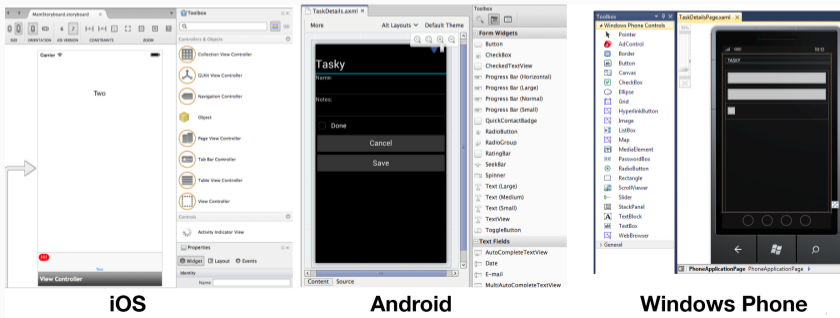 MainStoryboard.storyboard
SIZE ORIENTATION iOS VERSION CONSTRAINTS ZOOM
Carrier
Two
View Controller
Toolbox
Controllers & Objects
Collection View Controller
GLKit View Controller
Navigation Controller
Object
Page View Controller
Tab Bar Controller
Table View Controller
View Controller
Controls
Activity Indicator View
Properties
Widget Layout Events
Identity
Name
iOS
TaskDetails.axml
More Alt Layouts Default Theme
Tasky
Name:
Notes:
Done
Cancel
Save
Content Source
Toolbox
Form Widgets
Button
CheckBox
CheckedTextView
Progress Bar (Horizontal)
Progress Bar (Large)
Progress Bar (Normal)
Progress Bar (Small)
QuickContactBadge
RadioButton
RadioGroup
RatingBar
SeekBar
Spinner
Text (Large)
Text (Medium)
Text (Small)
TextView
ToggleButton
Text Fields
AutoCompleteTextView
Date
E-mail
MultiAutoCompleteTextView
Android
Toolbox
Windows Phone Controls
Pointer
AdControl
Border
Button
Canvas
CheckBox
Ellipse
Grid
HyperlinkButton
Image
ListBox
Map
MediaElement
PasswordBox
RadioButton
Rectangle
ScrollViewer
Slider
StackPanel
TextBlock
TextBox
WebBrowser
General
TaskDetailsPage.xaml
TASKY
PhoneApplicationPage PhoneApplicationPage
Windows Phone